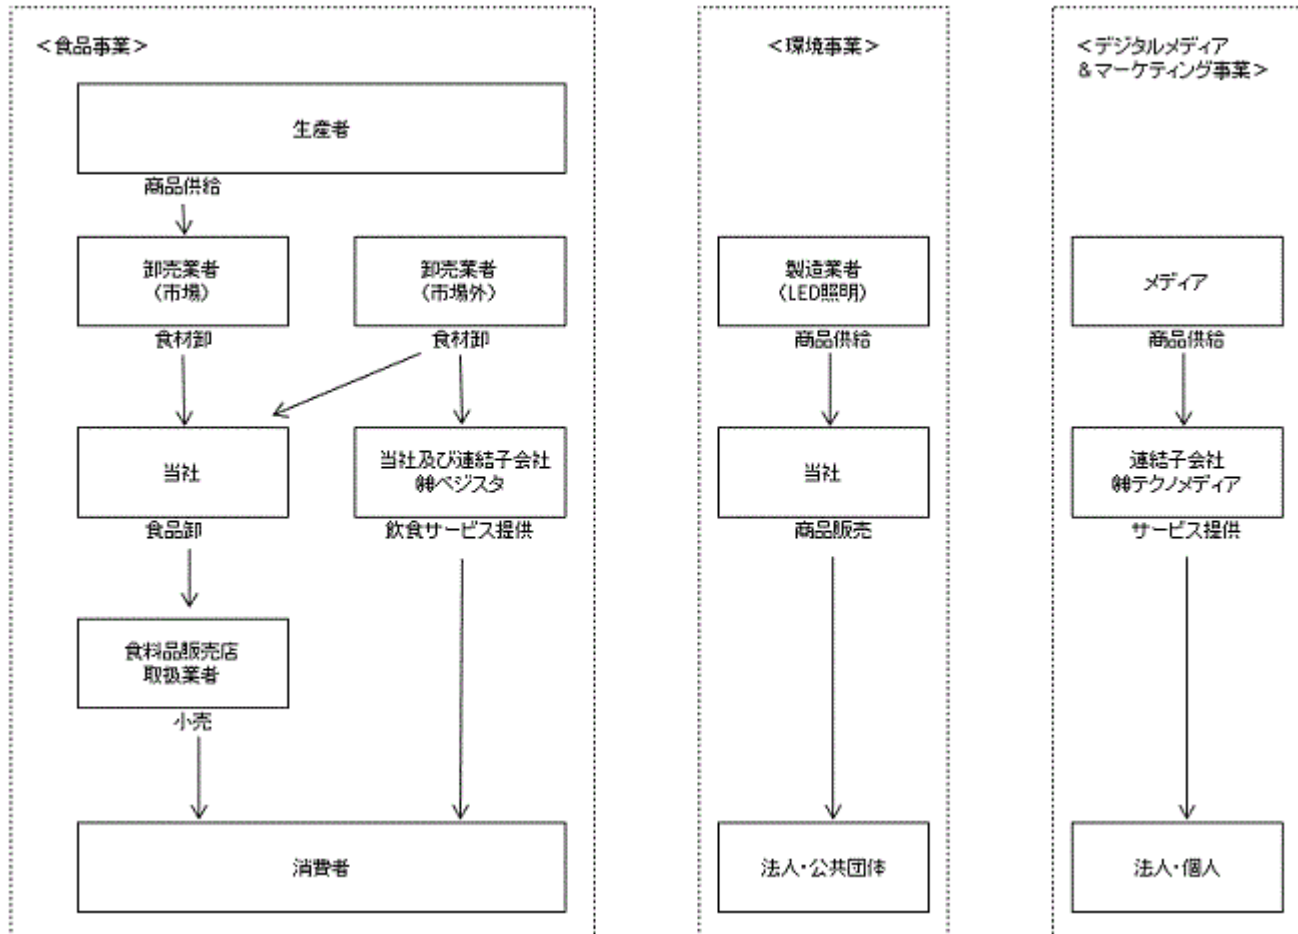 ＜食品事業＞
生産者
商品供給
卸売業者
（市場）
卸売業者
（市場外）
食材卸
食材卸
当社
当社及び連結子会社
㈱ベジスタ
食品卸
飲食サービス提供
食料品販売店
取扱業者
小売
消費者
＜環境事業＞
製造業者
（LED照明）
商品供給
当社
商品販売
法人・公共団体
＜デジタルメディア
＆マーケティング事業＞
メディア
商品供給
連結子会社
㈱テクノメディア
サービス提供
法人・個人